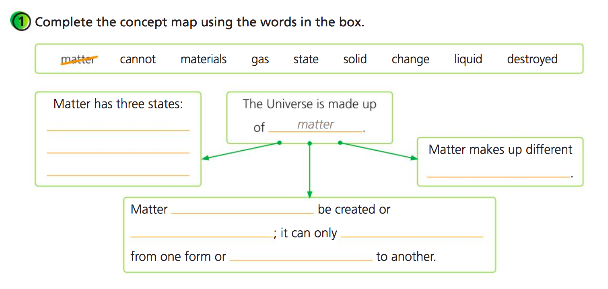 1 Complete the concept map using the words in the box.
matter cannot materials gas state solid change liquid destroyed
Matter has three states:
The Universe is made up
of matter.
Matter makes up different
.
Matter be created or
; it can only
from one form or to another.